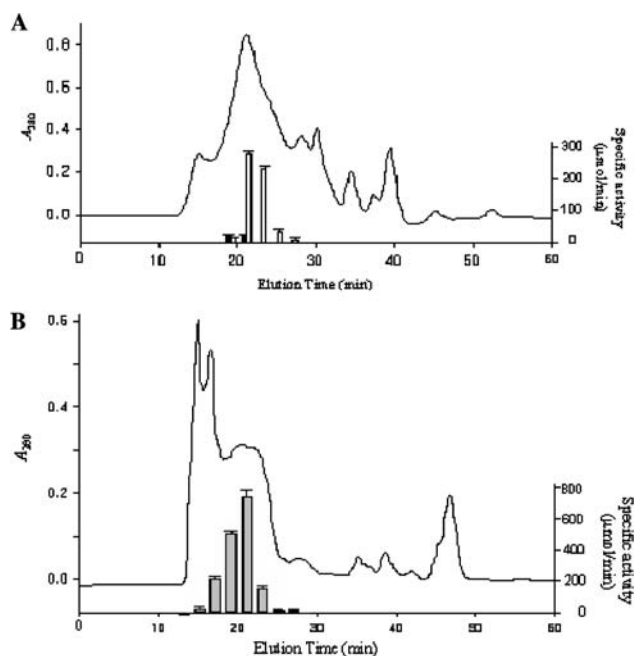 A
0.8
0.6
0.4
0.2
0.0
A280
Specific activity
(μmol/min)
300
200
100
0
0 10 20 30 40 50 60
Elution Time (min)
B
0.6
0.4
0.2
0.0
A280
Specific activity
(μmol/min)
800
600
400
200
0
0 10 20 30 40 50 60
Elution Time (min)